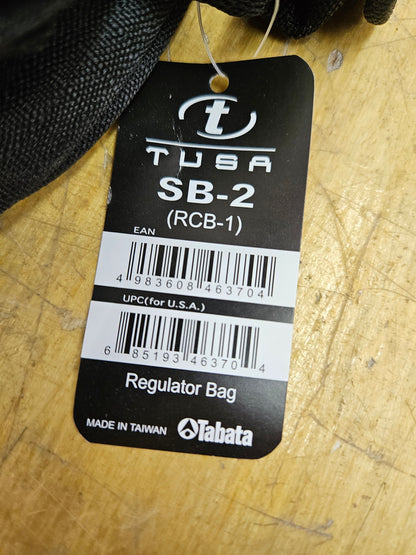 t
TUSA
SB-2
(RCB-1)
EAN
4 983608 463704
UPC(for U.S.A.)
6 85193 46370 4
Regulator Bag
MADE IN TAIWAN Tabata